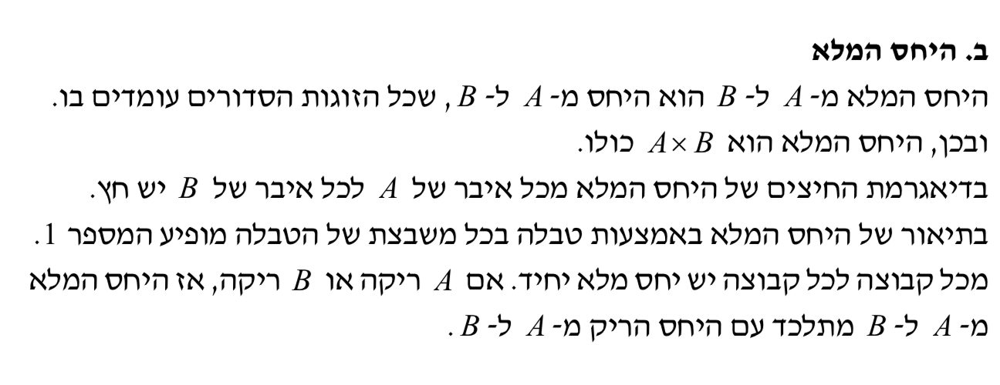 ב. היחס המלא
היחס המלא מ- A ל- B הוא היחס מ- A ל- B , שכל הזוגות הסדורים עומדים בו.
ובכן, היחס המלא הוא A × B כולו.
בדיאגרמת החיצים של היחס המלא מכל איבר של A לכל איבר של B יש חץ.
בתיאור של היחס המלא באמצעות טבלה בכל משבצת של הטבלה מופיע המספר 1 .
מכל קבוצה לכל קבוצה יש יחס מלא יחיד. אם A ריקה או B ריקה, אז היחס המלא
מ- A ל- B מתלכד עם היחס הריק מ- A ל- B .